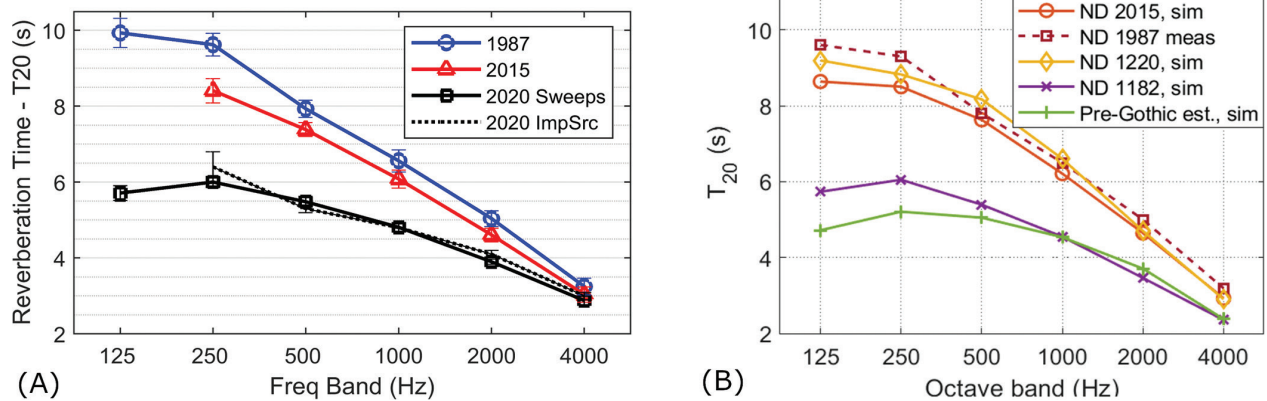 Reverberation Time - T20 (s)
10
8
6
4
2
1987
2015
2020 Sweeps
2020 ImpSrc
125 250 500 1000 2000 4000
Freq Band (Hz)
(A)
T20 (s)
10
8
6
4
2
ND 2015, sim
ND 1987 meas
ND 1220, sim
ND 1182, sim
Pre-Gothic est., sim
125 250 500 1000 2000 4000
Octave band (Hz)
(B)